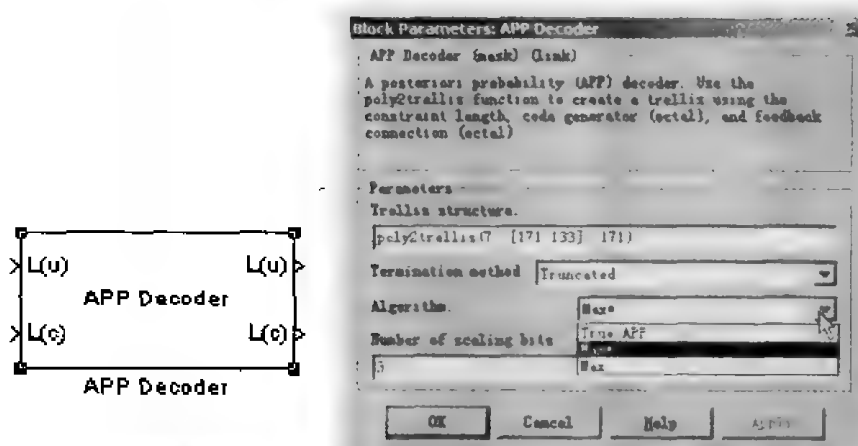 L(u) L(u)
APP Decoder
L(c) L(c)
APP Decoder
Block Parameters: APP Decoder
APP Decoder (mask) (link)
A posteriori probability (APP) decoder. Use the
poly2trellis function to create a trellis using the
constraint length, code generator (octal), and feedback
connection (octal)
Parameters
Trellis structure.
poly2trellis(7 [171 133] 171)
Termination method Truncated
Algorithm. Max*
True APP
Max*
Max
Number of scaling bits
3
OK Cancel Help Apply